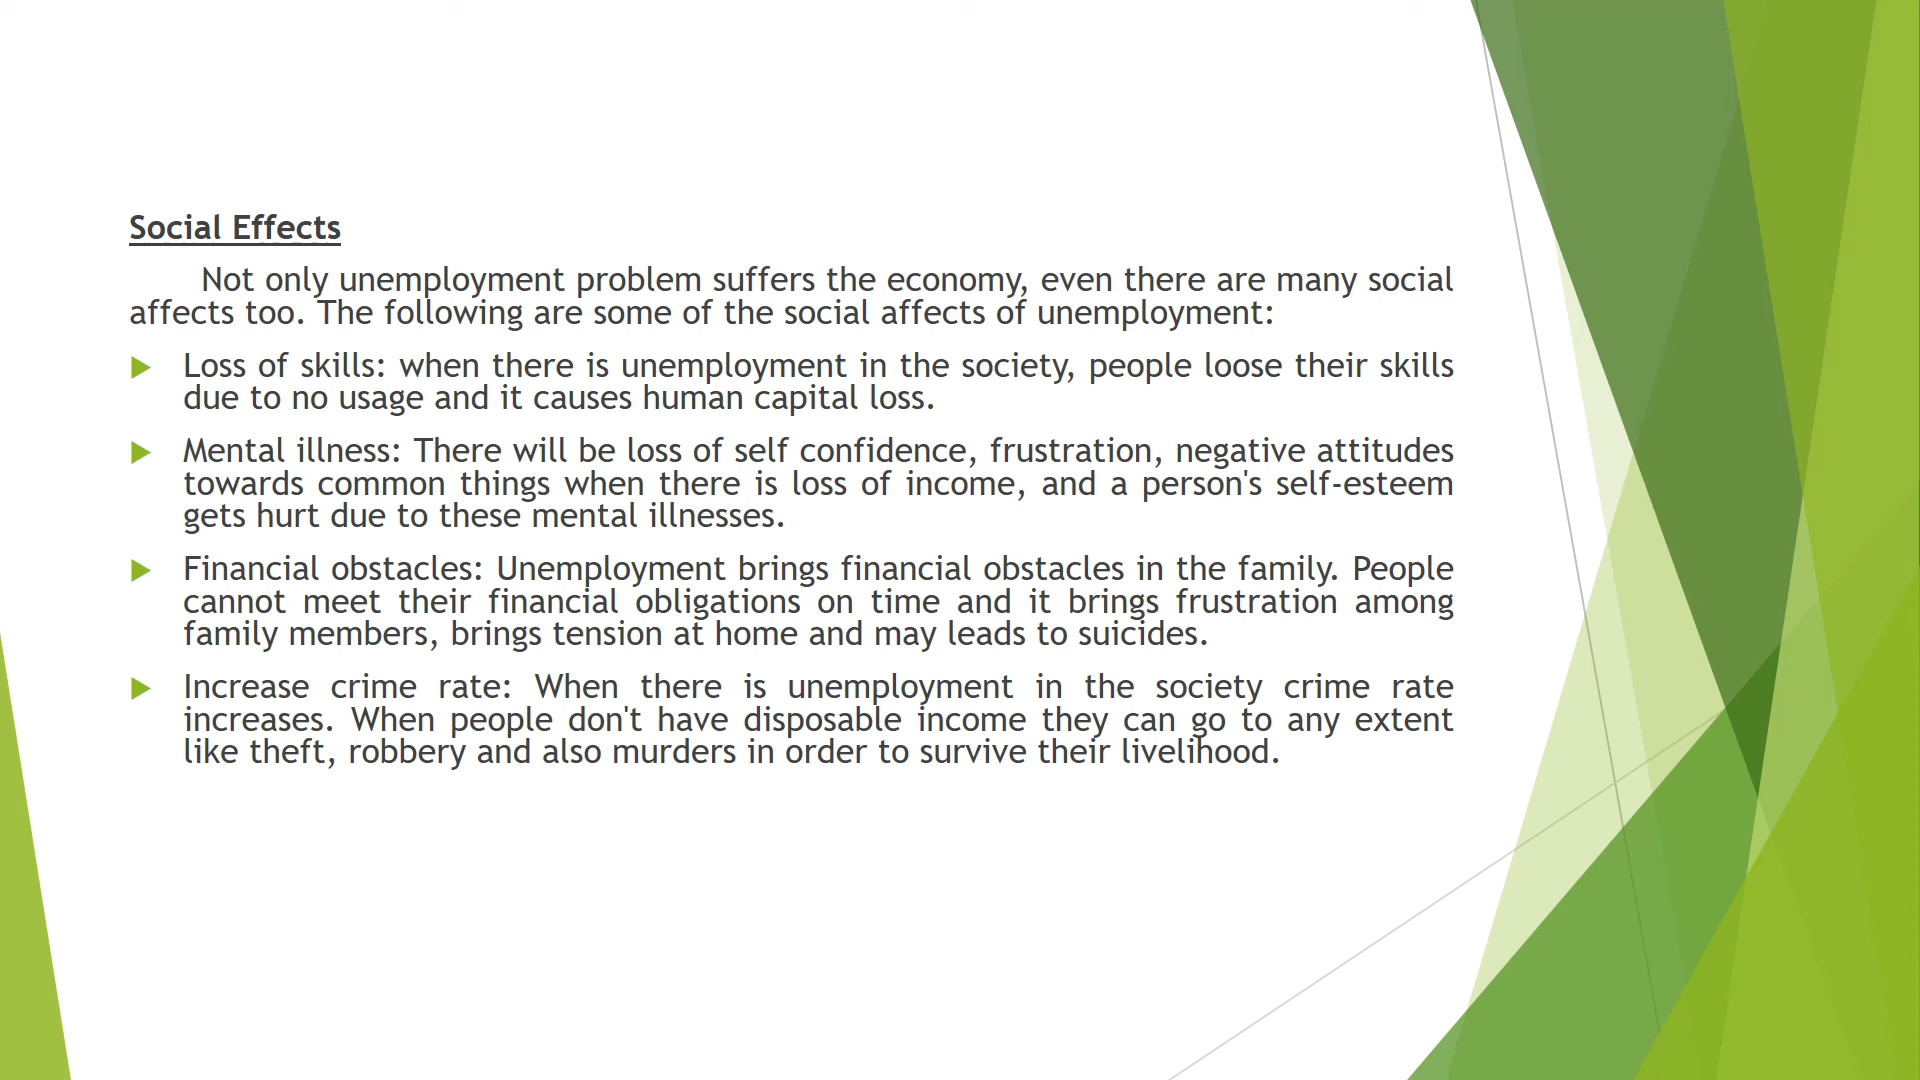 Social Effects
Not only unemployment problem suffers the economy, even there are many social
affects too. The following are some of the social affects of unemployment:
Loss of skills: when there is unemployment in the society, people loose their skills
due to no usage and it causes human capital loss.
Mental illness: There will be loss of self confidence, frustration, negative attitudes
towards common things when there is loss of income, and a person's self-esteem
gets hurt due to these mental illnesses.
Financial obstacles: Unemployment brings financial obstacles in the family. People
cannot meet their financial obligations on time and it brings frustration among
family members, brings tension at home and may leads to suicides.
Increase crime rate: When there is unemployment in the society crime rate
increases. When people don't have disposable income they can go to any extent
like theft, robbery and also murders in order to survive their livelihood.